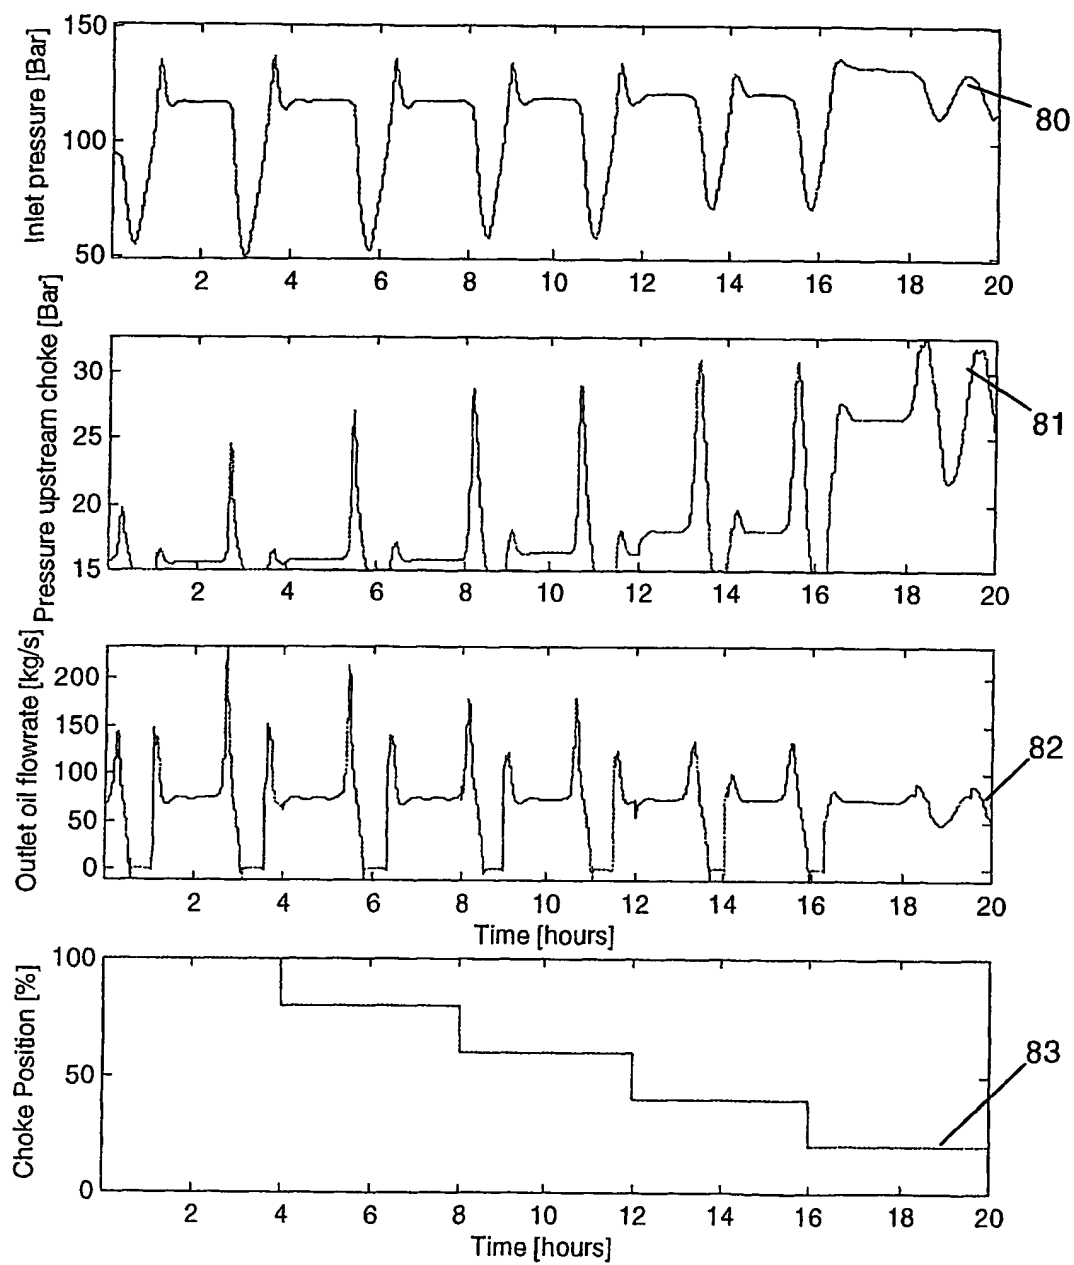 Inlet pressure [Bar]
150
100
50
2 4 6 8 10 12 14 16 18 20
80
Pressure upstream choke [Bar]
30
25
20
15
2 4 6 8 10 12 14 16 18 20
81
Outlet oil flowrate [kg/s]
200
150
100
50
0
2 4 6 8 10 12 14 16 18 20
Time [hours]
82
Choke Position [%]
100
50
0
2 4 6 8 10 12 14 16 18 20
Time [hours]
83